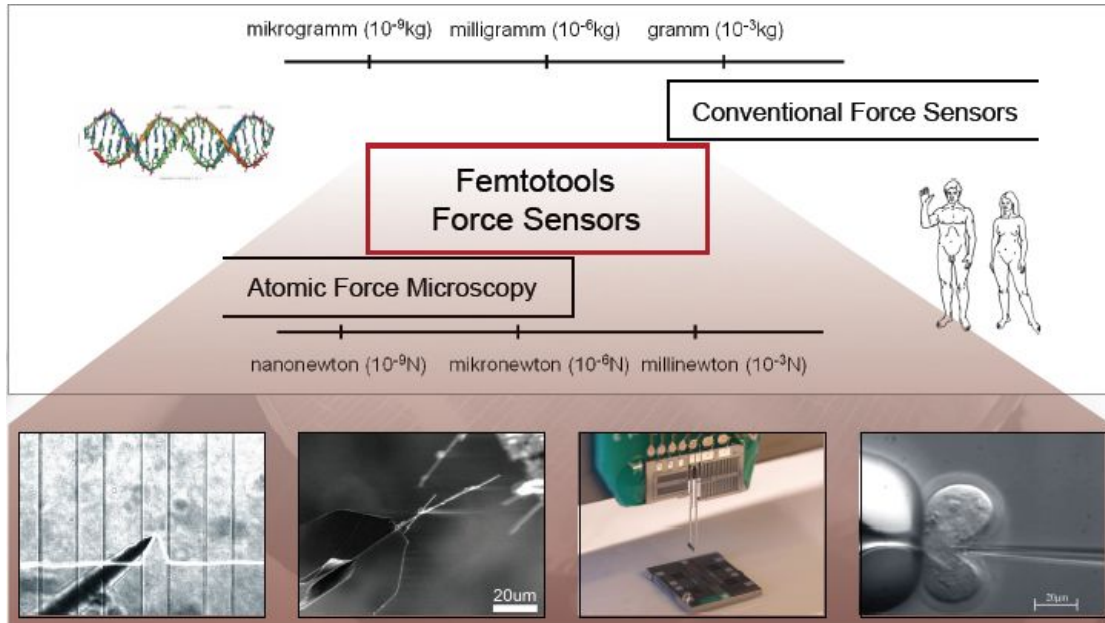 mikrogramm (10⁻⁹kg) milligramm (10⁻⁶kg) gramm (10⁻³kg)
Conventional Force Sensors
Femtotools
Force Sensors
Atomic Force Microscopy
nanonewton (10⁻⁹N) mikronewton (10⁻⁶N) millinewton (10⁻³N)
20um
20µm